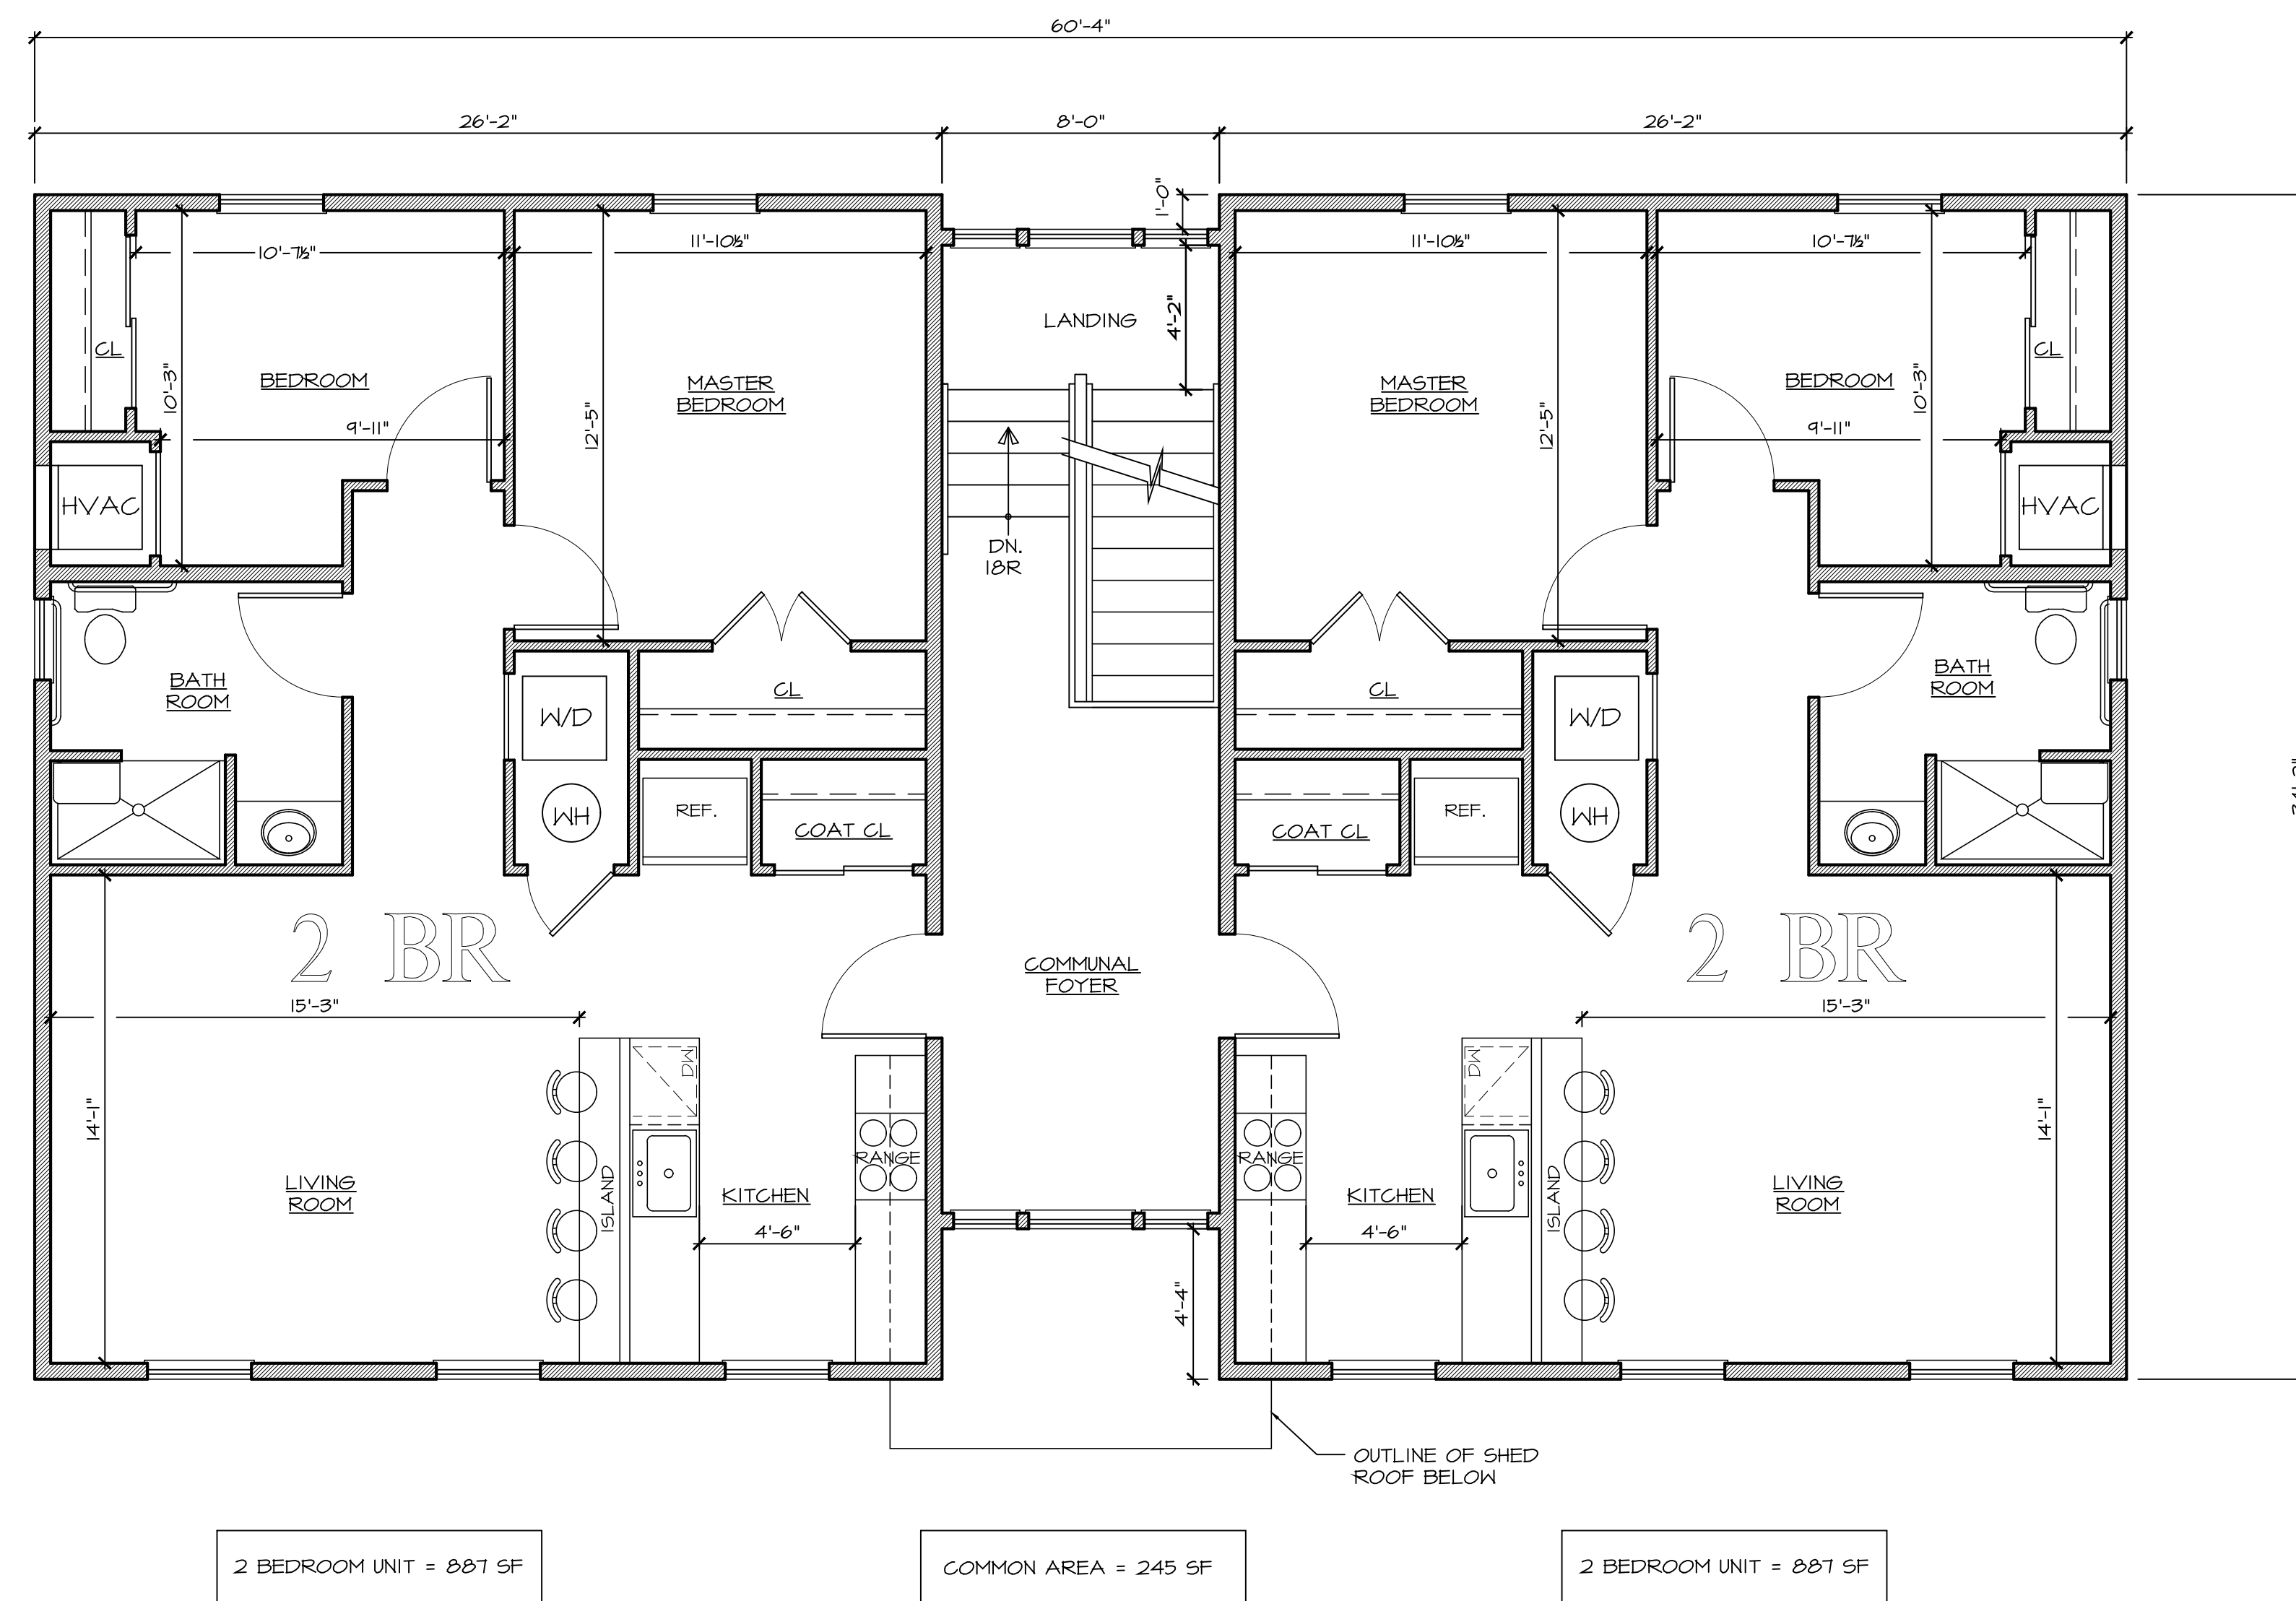 60'-4"
26'-2"
8'-0"
26'-2"
1'-0"
10'-7½"
11'-10½"
11'-10½"
10'-7½"
4'-2"
LANDING
CL
10'-3"
BEDROOM
MASTER
BEDROOM
12'-5"
9'-11"
MASTER
BEDROOM
12'-5"
BEDROOM
10'-3"
9'-11"
CL
HVAC
HVAC
DN.
18R
BATH
ROOM
W/D
CL
CL
W/D
BATH
ROOM
WH
REF.
COAT CL
COAT CL
REF.
WH
2 BR
2 BR
COMMUNAL
FOYER
15'-3"
15'-3"
DW
DW
14'-1"
14'-1"
RANGE
RANGE
LIVING
ROOM
ISLAND
KITCHEN
4'-6"
KITCHEN
4'-6"
ISLAND
LIVING
ROOM
4'-4"
OUTLINE OF SHED
ROOF BELOW
2 BEDROOM UNIT = 887 SF
COMMON AREA = 245 SF
2 BEDROOM UNIT = 887 SF